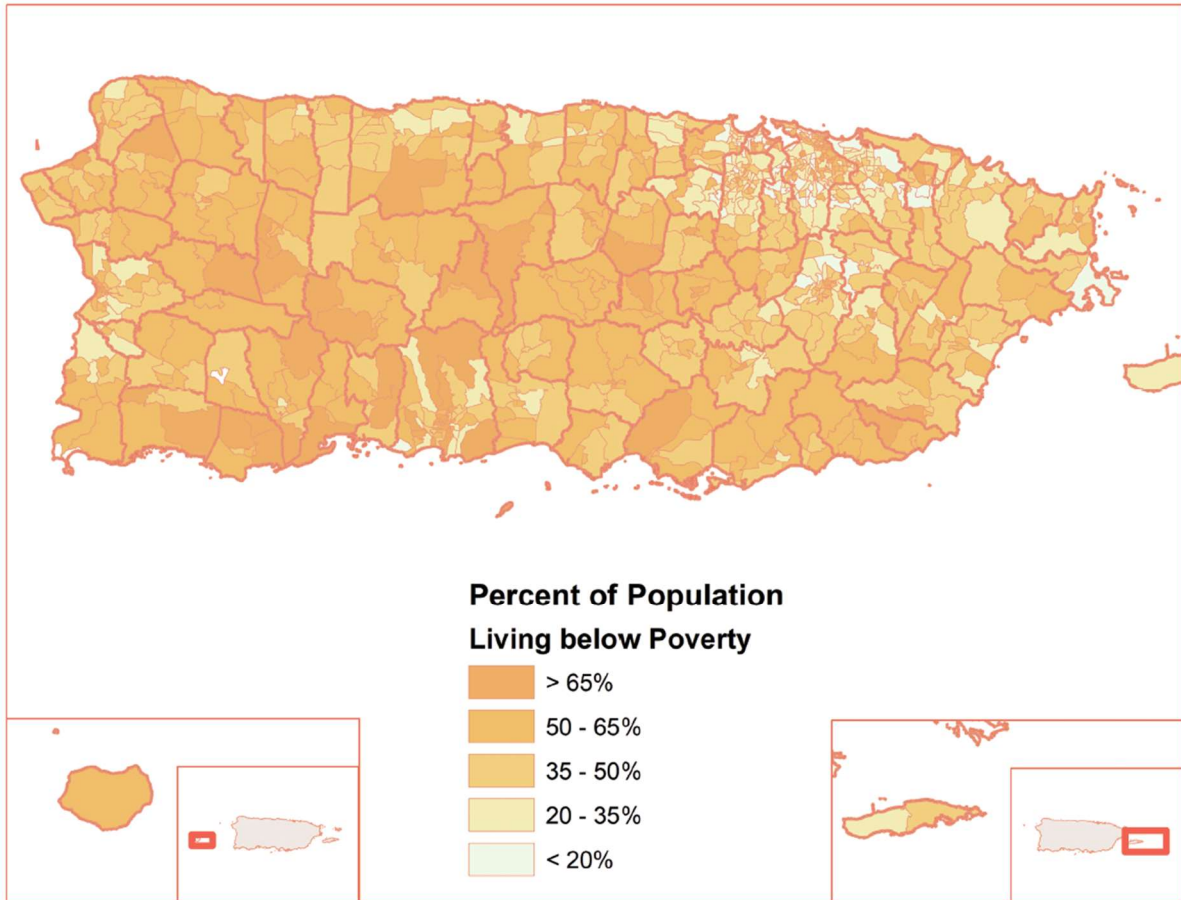 Percent of Population
Living below Poverty
> 65%
50 - 65%
35 - 50%
20 - 35%
< 20%